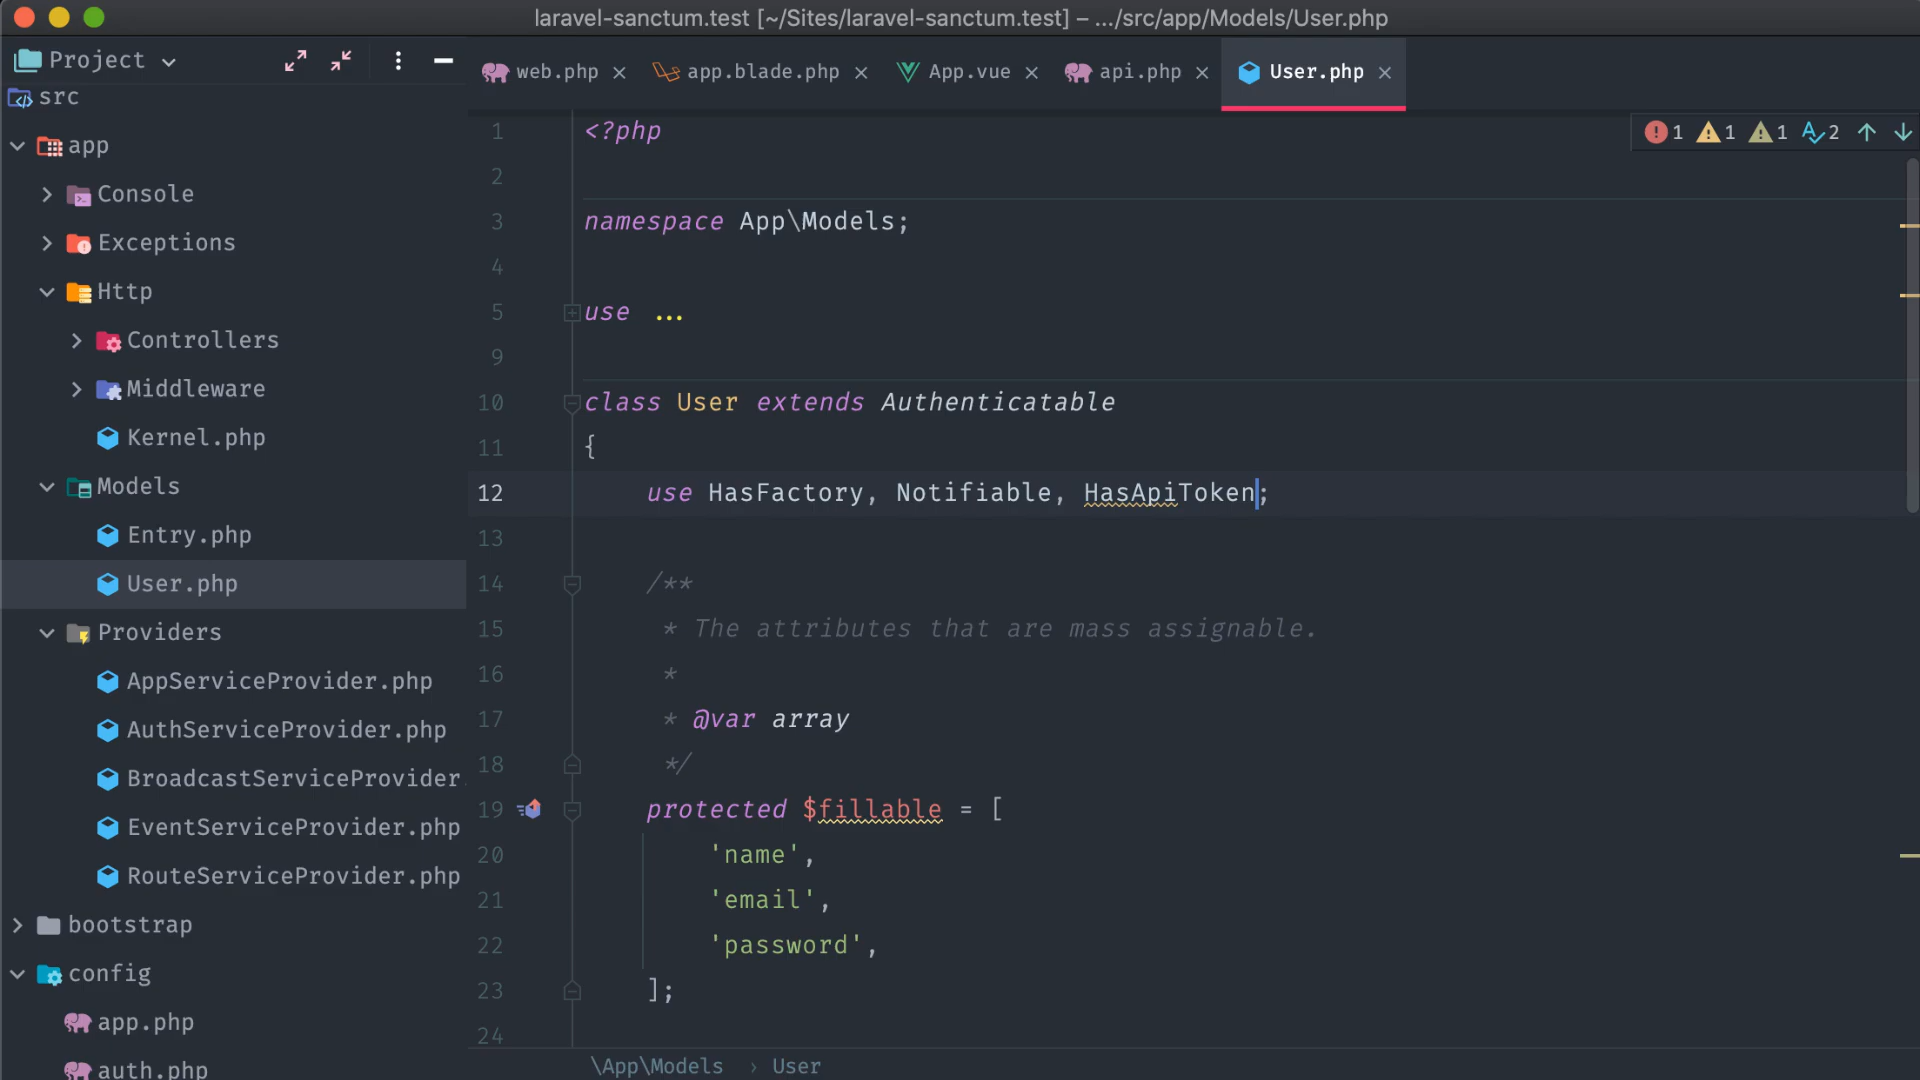 laravel-sanctum.test [~/Sites/laravel-sanctum.test] – .../src/app/Models/User.php
Project
web.php
app.blade.php
App.vue
api.php
User.php
src
app
Console
Exceptions
Http
Controllers
Middleware
Kernel.php
Models
Entry.php
User.php
Providers
AppServiceProvider.php
AuthServiceProvider.php
BroadcastServiceProvider.
EventServiceProvider.php
RouteServiceProvider.php
bootstrap
config
app.php
auth.php
1 1 1 2
1 <?php
2
3 namespace App\Models;
4
5 use ...
9
10 class User extends Authenticatable
11 {
12 use HasFactory, Notifiable, HasApiToken;
13
14 /**
15 * The attributes that are mass assignable.
16 *
17 * @var array
18 */
19 protected $fillable = [
20 'name',
21 'email',
22 'password',
23 ];
24
\App\Models › User